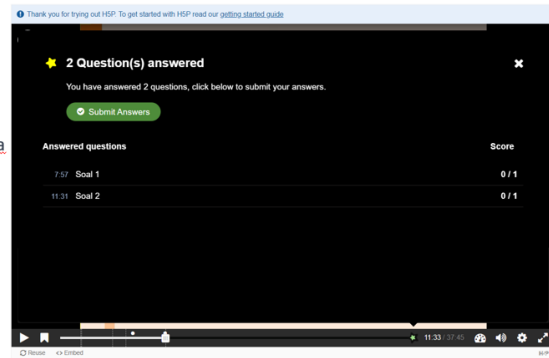 Thank you for trying out H5P. To get started with H5P read our getting started guide
2 Question(s) answered
You have answered 2 questions, click below to submit your answers.
Submit Answers
a
Answered questions Score
7:57 Soal 1 0 / 1
11:31 Soal 2 0 / 1
11:33 / 37:45
Reuse <> Embed